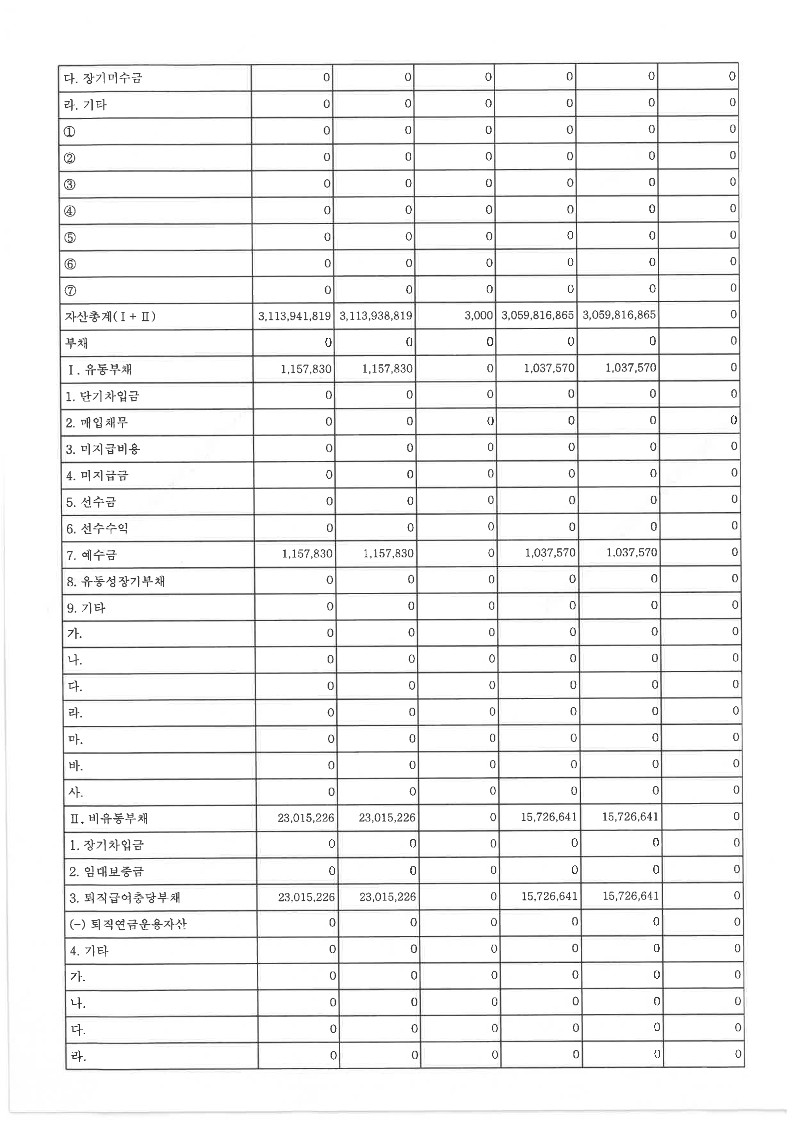 다. 장기미수금 0 0 0 0 0 0
라. 기타 0 0 0 0 0 0
① 0 0 0 0 0 0
② 0 0 0 0 0 0
③ 0 0 0 0 0 0
④ 0 0 0 0 0 0
⑤ 0 0 0 0 0 0
⑥ 0 0 0 0 0 0
⑦ 0 0 0 0 0 0
자산총계(Ⅰ+Ⅱ) 3,113,941,819 3,113,938,819 3,000 3,059,816,865 3,059,816,865 0
부채 0 0 0 0 0 0
Ⅰ. 유동부채 1,157,830 1,157,830 0 1,037,570 1,037,570 0
1. 단기차입금 0 0 0 0 0 0
2. 매입채무 0 0 0 0 0 0
3. 미지급비용 0 0 0 0 0 0
4. 미지급금 0 0 0 0 0 0
5. 선수금 0 0 0 0 0 0
6. 선수수익 0 0 0 0 0 0
7. 예수금 1,157,830 1,157,830 0 1,037,570 1,037,570 0
8. 유동성장기부채 0 0 0 0 0 0
9. 기타 0 0 0 0 0 0
가. 0 0 0 0 0 0
나. 0 0 0 0 0 0
다. 0 0 0 0 0 0
라. 0 0 0 0 0 0
마. 0 0 0 0 0 0
바. 0 0 0 0 0 0
사. 0 0 0 0 0 0
Ⅱ. 비유동부채 23,015,226 23,015,226 0 15,726,641 15,726,641 0
1. 장기차입금 0 0 0 0 0 0
2. 임대보증금 0 0 0 0 0 0
3. 퇴직급여충당부채 23,015,226 23,015,226 0 15,726,641 15,726,641 0
(-) 퇴직연금운용자산 0 0 0 0 0 0
4. 기타 0 0 0 0 0 0
가. 0 0 0 0 0 0
나. 0 0 0 0 0 0
다. 0 0 0 0 0 0
라. 0 0 0 0 0 0